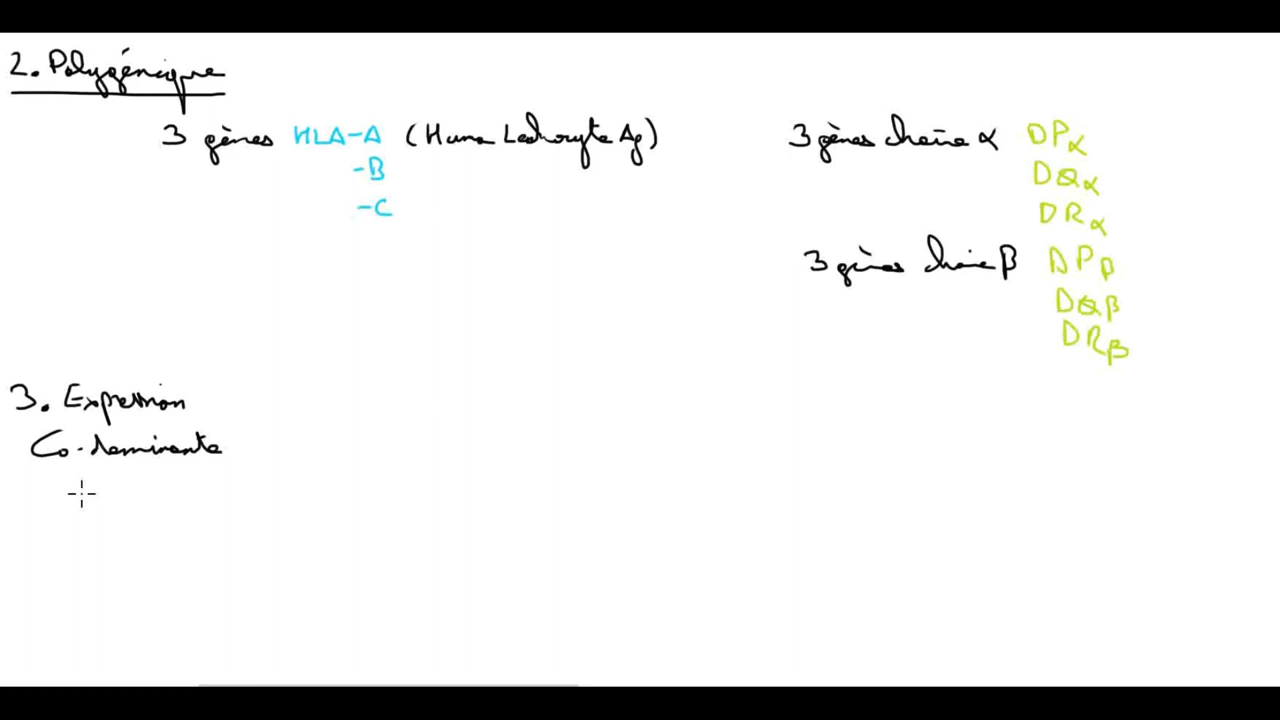 2. Polygénique
3 gènes HLA-A (Human Leukocyte Ag)
-B
-C
3 gènes chaîne α DPα
DQα
DRα
3 gènes chaîne β DPβ
DQβ
DRβ
3. Expression
Co-dominante